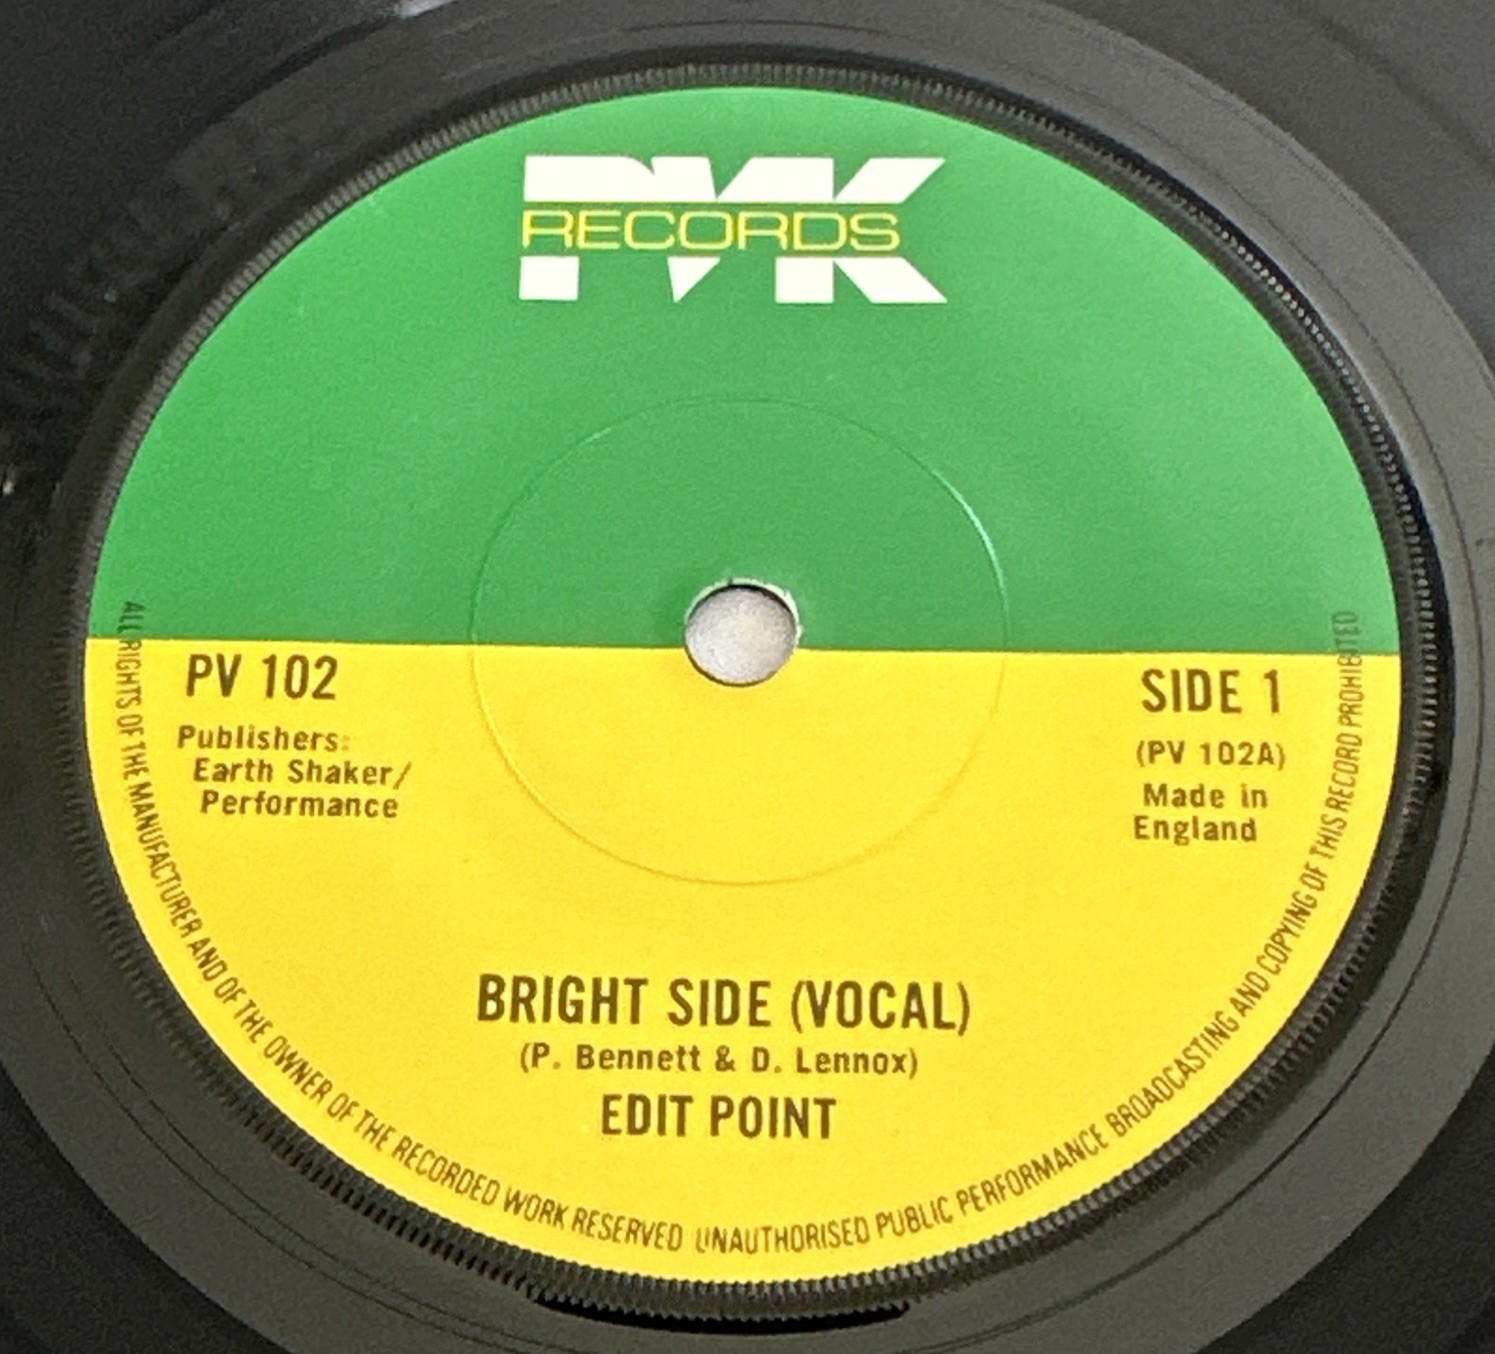 PVK
RECORDS
PV 102
Publishers:
Earth Shaker/
Performance
SIDE 1
(PV 102A)
Made in
England
BRIGHT SIDE (VOCAL)
(P. Bennett & D. Lennox)
EDIT POINT
ALL RIGHTS OF THE MANUFACTURER AND OF THE OWNER OF THE RECORDED WORK RESERVED UNAUTHORISED PUBLIC PERFORMANCE BROADCASTING AND COPYING OF THIS RECORD PROHIBITED